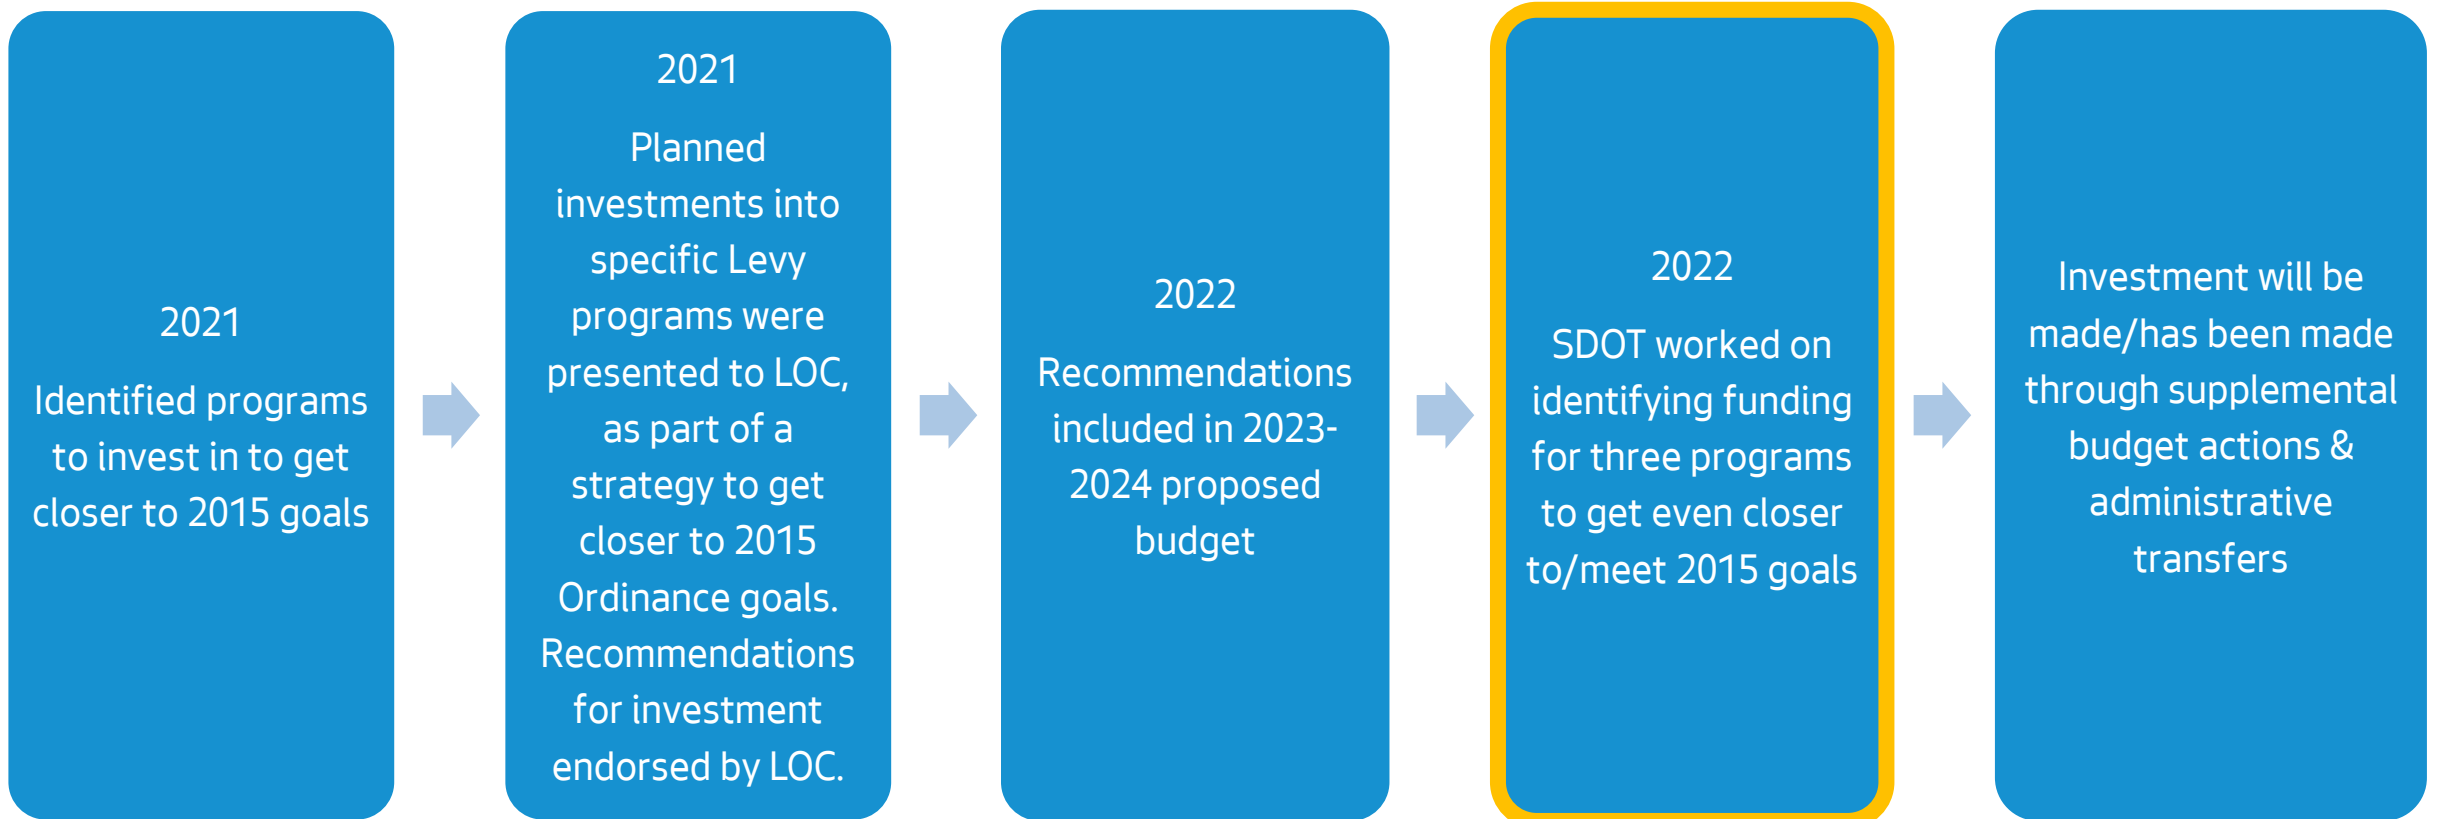 2021
Identified programs
to invest in to get
closer to 2015 goals
2021
Planned
investments into
specific Levy
programs were
presented to LOC,
as part of a
strategy to get
closer to 2015
Ordinance goals.
Recommendations
for investment
endorsed by LOC.
2022
Recommendations
included in 2023-
2024 proposed
budget
2022
SDOT worked on
identifying funding
for three programs
to get even closer
to/meet 2015 goals
Investment will be
made/has been made
through supplemental
budget actions &
administrative
transfers